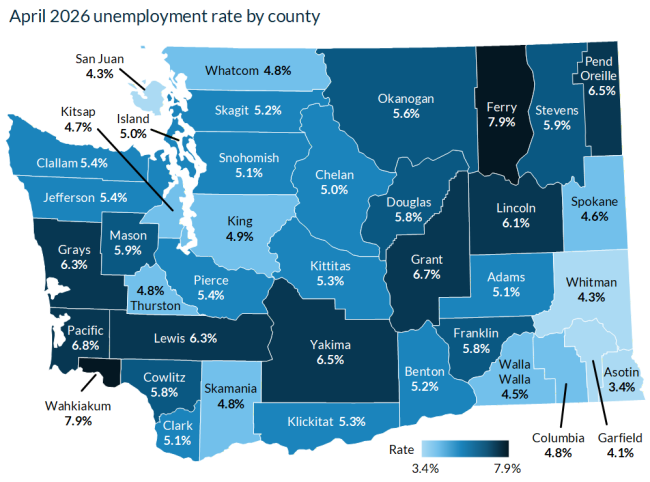 April 2026 unemployment rate by county
San Juan
4.3%
Whatcom 4.8%
Kitsap
4.7%
Island
5.0%
Skagit 5.2%
Okanogan
5.6%
Ferry
7.9%
Stevens
5.9%
Pend
Oreille
6.5%
Clallam 5.4%
Snohomish
5.1%
Chelan
5.0%
Jefferson 5.4%
Douglas
5.8%
Lincoln
6.1%
Spokane
4.6%
King
4.9%
Mason
5.9%
Grays
6.3%
Grant
6.7%
Kittitas
5.3%
Pierce
5.4%
Adams
5.1%
Whitman
4.3%
4.8%
Thurston
Pacific
6.8%
Lewis 6.3%
Yakima
6.5%
Franklin
5.8%
Walla
Walla
4.5%
Benton
5.2%
Asotin
3.4%
Cowlitz
5.8%
Skamania
4.8%
Wahkiakum
7.9%
Clark
5.1%
Klickitat 5.3%
Columbia
4.8%
Garfield
4.1%
Rate
3.4%
7.9%